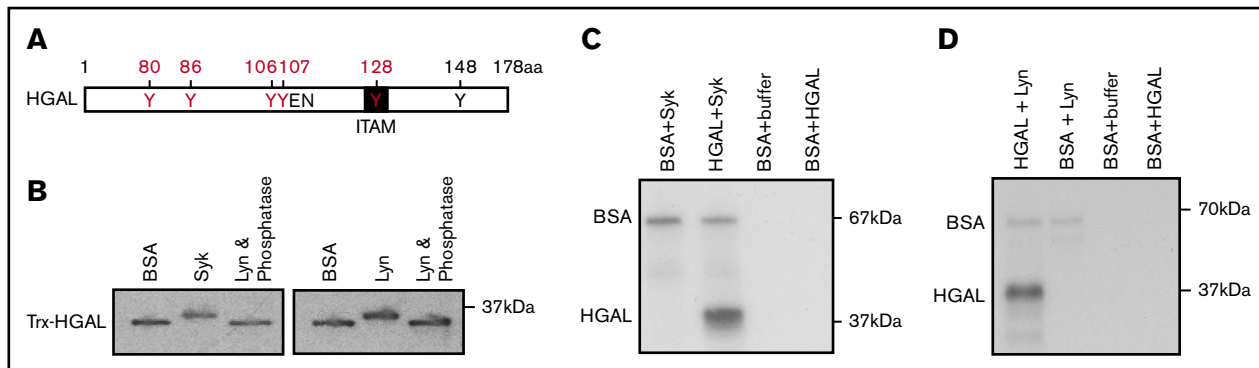 A
1 80 86 106 107 128 148 178aa
HGAL Y Y YYEN Y Y
ITAM
B
BSA
Syk
Lyn &
Phosphatase
BSA
Lyn
Lyn &
Phosphatase
Trx-HGAL
37kDa
C
BSA+Syk
HGAL+Syk
BSA+buffer
BSA+HGAL
BSA
67kDa
HGAL
37kDa
D
HGAL + Lyn
BSA + Lyn
BSA+buffer
BSA+HGAL
70kDa
BSA
37kDa
HGAL